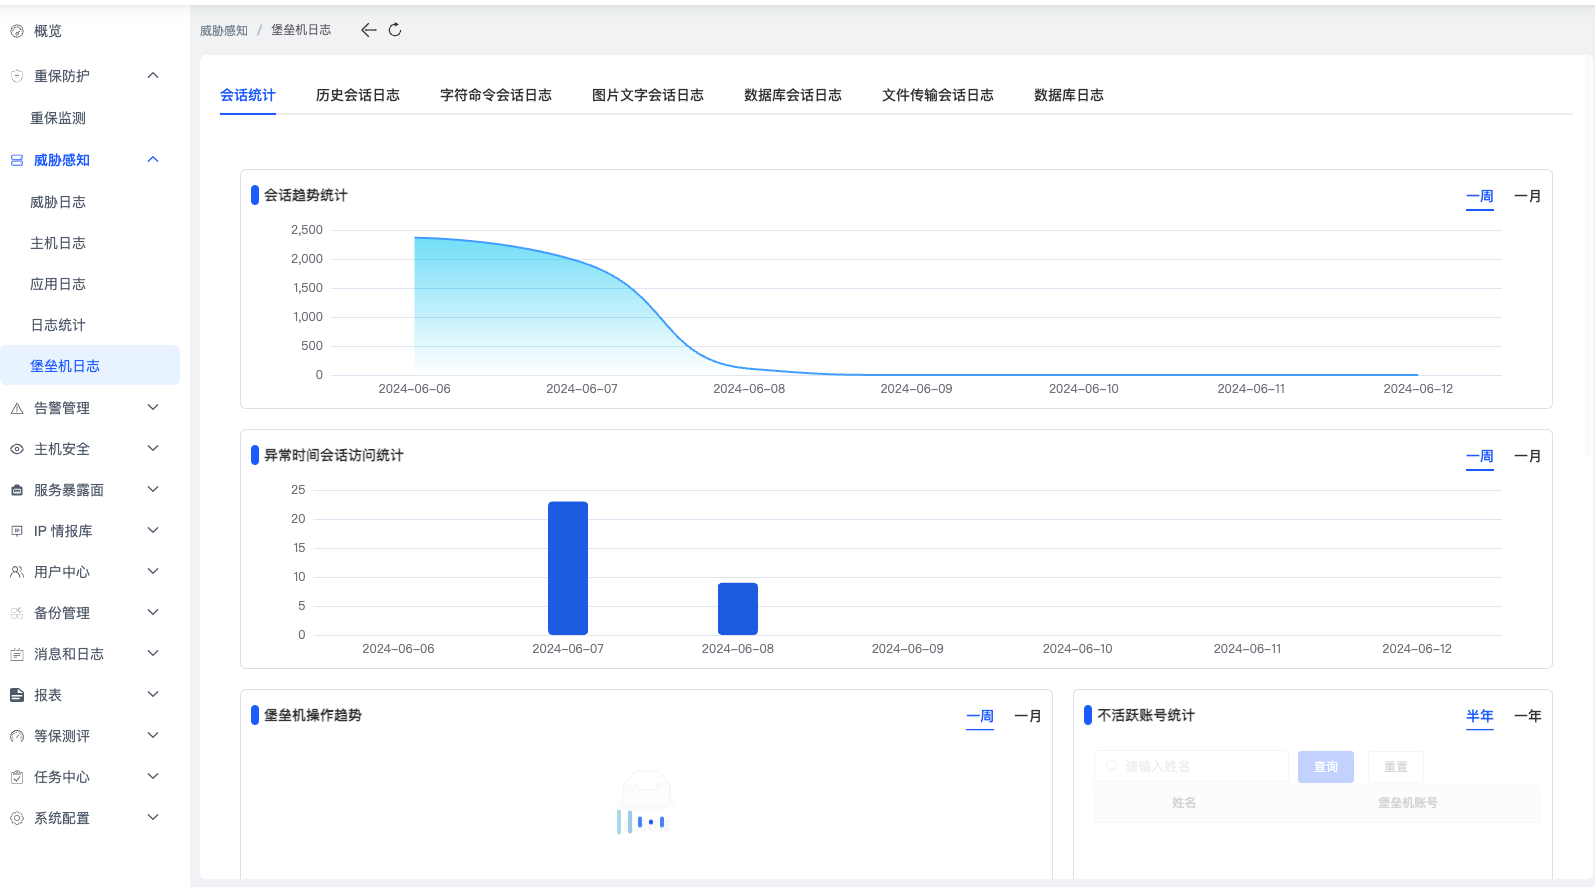 概览
重保防护
重保监测
威胁感知
威胁日志
主机日志
应用日志
日志统计
堡垒机日志
告警管理
主机安全
服务暴露面
IP 情报库
用户中心
备份管理
消息和日志
报表
等保测评
任务中心
系统配置
威胁感知 / 堡垒机日志
会话统计 历史会话日志 字符命令会话日志 图片文字会话日志 数据库会话日志 文件传输会话日志 数据库日志
会话趋势统计 一周 一月
2,500
2,000
1,500
1,000
500
0
2024-06-06 2024-06-07 2024-06-08 2024-06-09 2024-06-10 2024-06-11 2024-06-12
异常时间会话访问统计 一周 一月
25
20
15
10
5
0
2024-06-06 2024-06-07 2024-06-08 2024-06-09 2024-06-10 2024-06-11 2024-06-12
堡垒机操作趋势 一周 一月
不活跃账号统计 半年 一年
请输入姓名 查询 重置
姓名 堡垒机账号